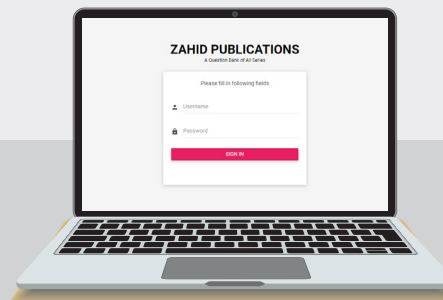 ZAHID PUBLICATIONS
A Question Bank of All Series
Please fill in following fields
Username
Password
SIGN IN